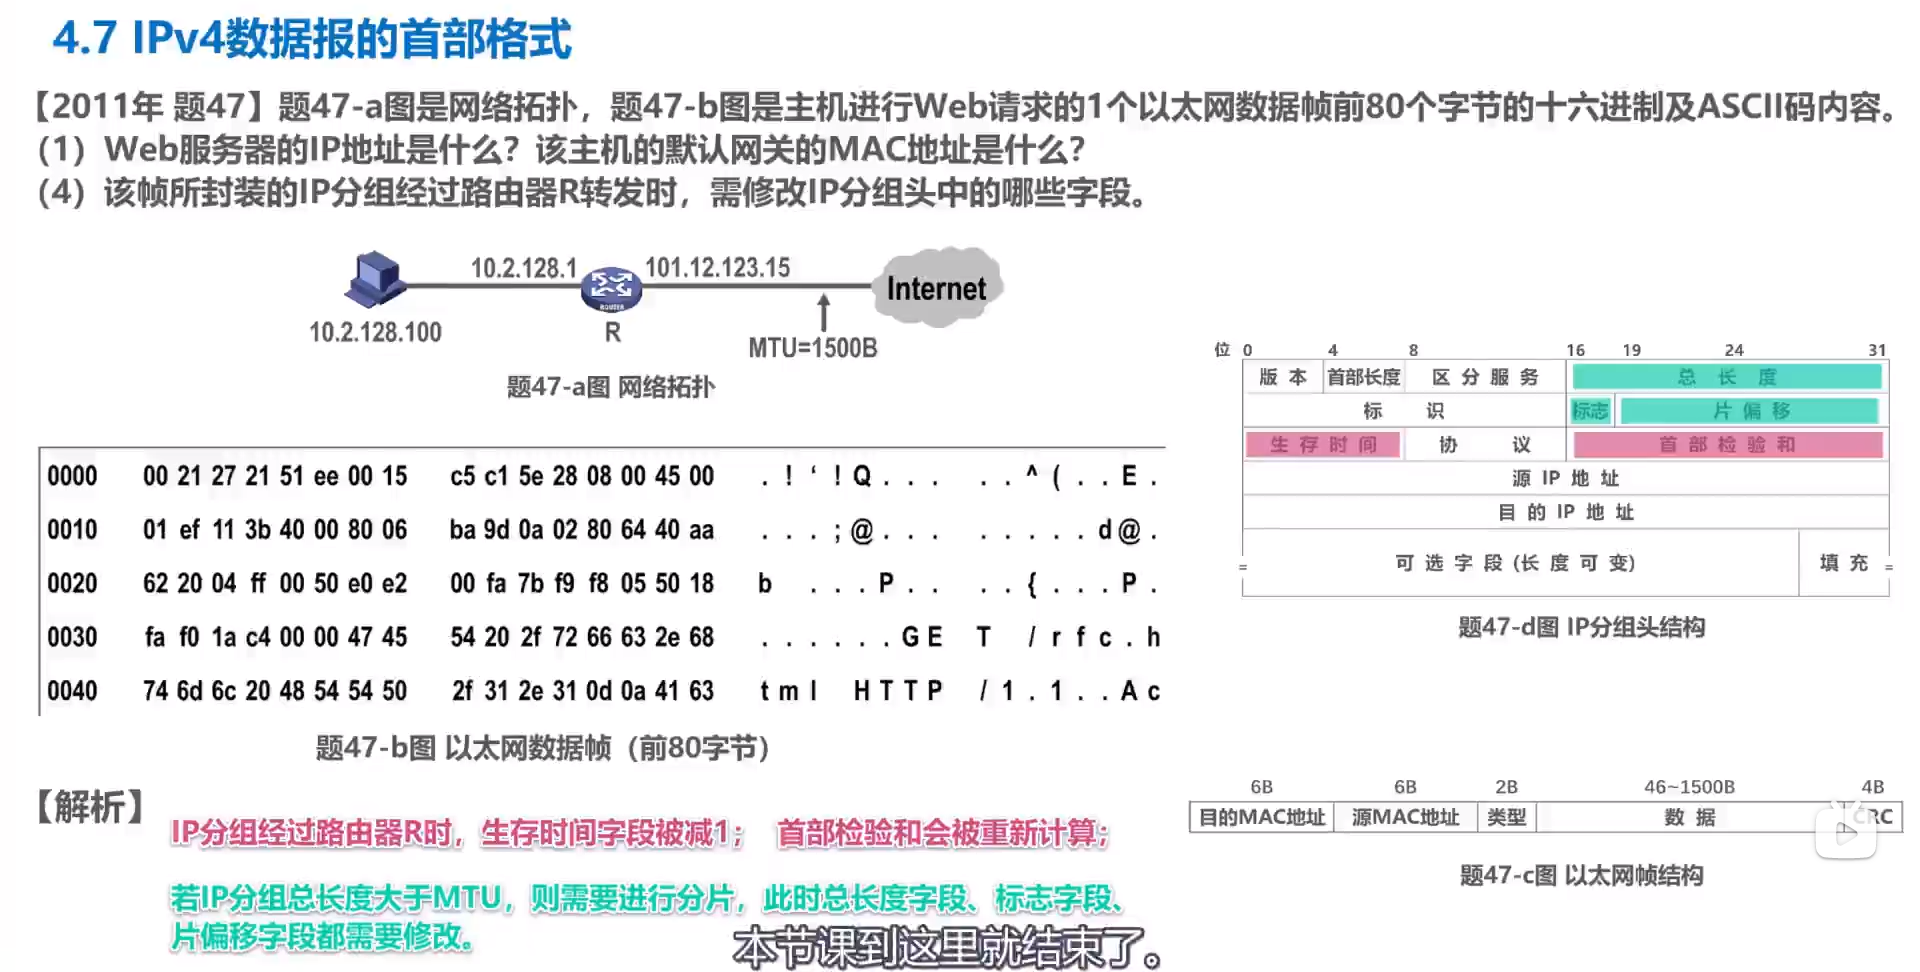 4.7 IPv4数据报的首部格式
【2011年 题47】题47-a图是网络拓扑，题47-b图是主机进行Web请求的1个以太网数据帧前80个字节的十六进制及ASCII码内容。
（1）Web服务器的IP地址是什么？该主机的默认网关的MAC地址是什么？
（4）该帧所封装的IP分组经过路由器R转发时，需修改IP分组头中的哪些字段。
10.2.128.1
101.12.123.15
ROUTER
Internet
10.2.128.100
R
MTU=1500B
题47-a图 网络拓扑
0000 00 21 27 21 51 ee 00 15 c5 c1 5e 28 08 00 45 00 . ! ‘ ! Q . . . . . ^ ( . . E .
0010 01 ef 11 3b 40 00 80 06 ba 9d 0a 02 80 64 40 aa . . . ; @ . . . . . . . . d @ .
0020 62 20 04 ff 00 50 e0 e2 00 fa 7b f9 f8 05 50 18 b . . . P . . . . { . . . P .
0030 fa f0 1a c4 00 00 47 45 54 20 2f 72 66 63 2e 68 . . . . . . G E T / r f c . h
0040 74 6d 6c 20 48 54 54 50 2f 31 2e 31 0d 0a 41 63 t m l H T T P / 1 . 1 . . A c
题47-b图 以太网数据帧（前80字节）
位 0 4 8 16 19 24 31
版 本 首部长度 区 分 服 务 总 长 度
标 识 标志 片 偏 移
生 存 时 间 协 议 首 部 检 验 和
源 IP 地 址
目 的 IP 地 址
可 选 字 段 (长 度 可 变) 填 充
题47-d图 IP分组头结构
6B 6B 2B 46~1500B 4B
目的MAC地址 源MAC地址 类型 数 据 CRC
题47-c图 以太网帧结构
【解析】
IP分组经过路由器R时，生存时间字段被减1； 首部检验和会被重新计算；
若IP分组总长度大于MTU，则需要进行分片，此时总长度字段、标志字段、
片偏移字段都需要修改。
本节课到这里就结束了。